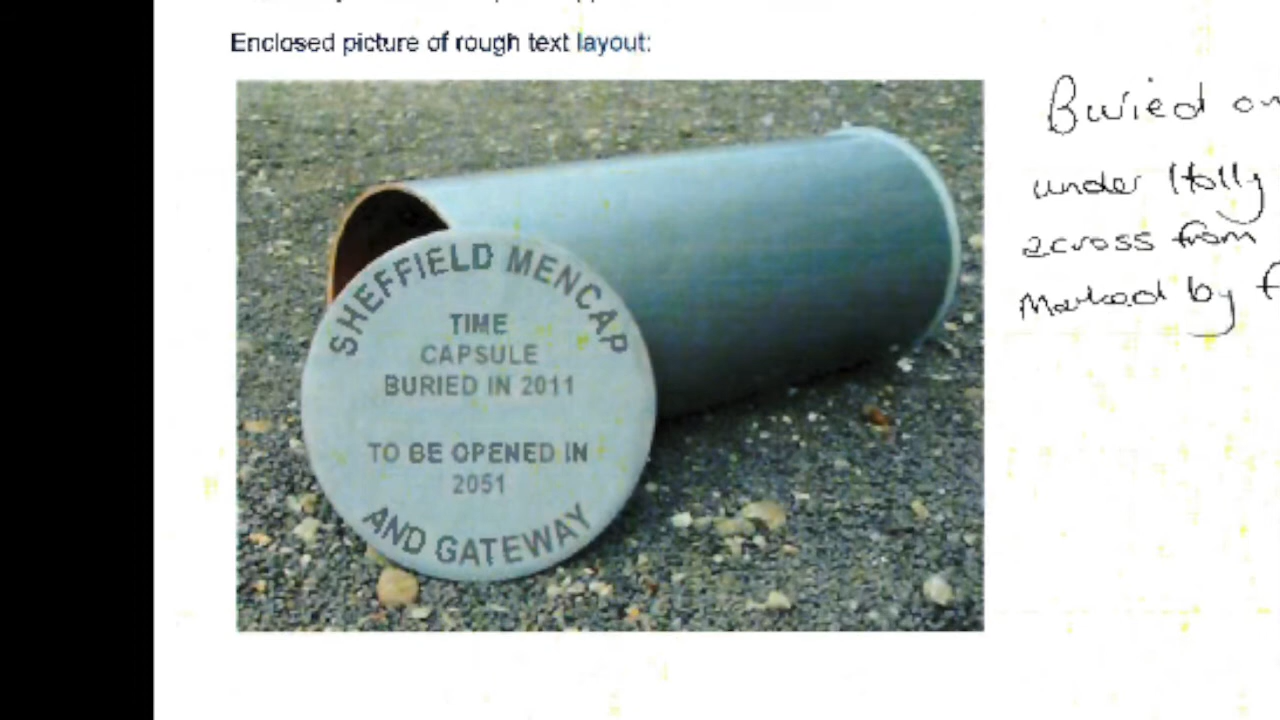 Enclosed picture of rough text layout:
SHEFFIELD MENCAP
TIME
CAPSULE
BURIED IN 2011
TO BE OPENED IN
2051
AND GATEWAY
Buried on
under Holly
across from
Marked by